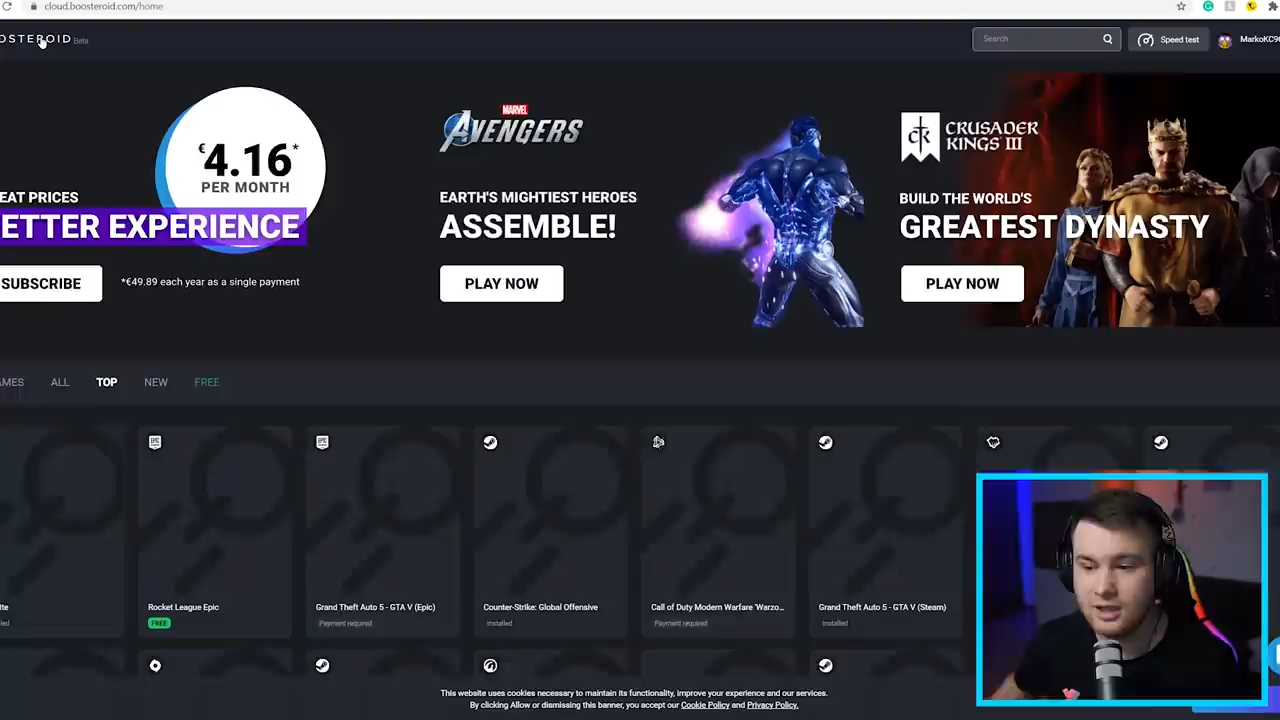 cloud.boosteroid.com/home
OSTEROID Beta
Search
Speed test
MarkoKC9
€4.16*
PER MONTH
EAT PRICES
ETTER EXPERIENCE
SUBSCRIBE
*€49.89 each year as a single payment
MARVEL
AVENGERS
EARTH'S MIGHTIEST HEROES
ASSEMBLE!
PLAY NOW
CRUSADER
KINGS III
BUILD THE WORLD'S
GREATEST DYNASTY
PLAY NOW
AMES ALL TOP NEW FREE
Rocket League Epic
FREE
Grand Theft Auto 5 - GTA V (Epic)
Payment required
Counter-Strike: Global Offensive
Installed
Call of Duty Modern Warfare 'Warzo...
Payment required
Grand Theft Auto 5 - GTA V (Steam)
Installed
This website uses cookies necessary to maintain its functionality, improve your experience and our services.
By clicking Allow or dismissing this banner, you accept our Cookie Policy and Privacy Policy.